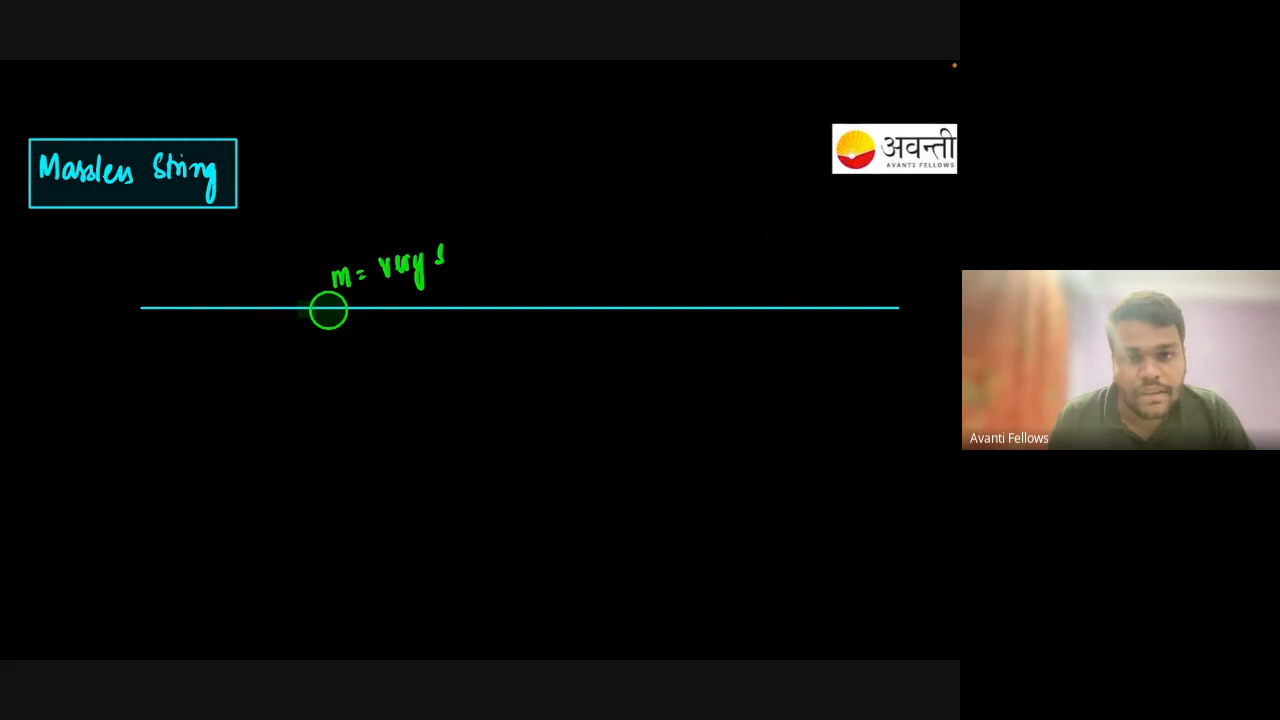 Massless String
अवन्ती
AVANTI FELLOWS
m = very s
Avanti Fellows